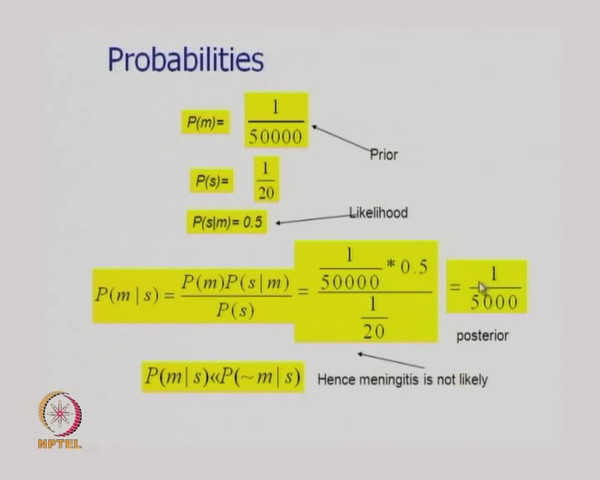 Probabilities
P(m)= 1/50000
Prior
P(s)= 1/20
P(s|m)= 0.5
Likelihood
P(m|s) = P(m)P(s|m)/P(s) = (1/50000 * 0.5)/(1/20) = 1/5000
posterior
P(m|s)«P(~m|s)
Hence meningitis is not likely
NPTEL